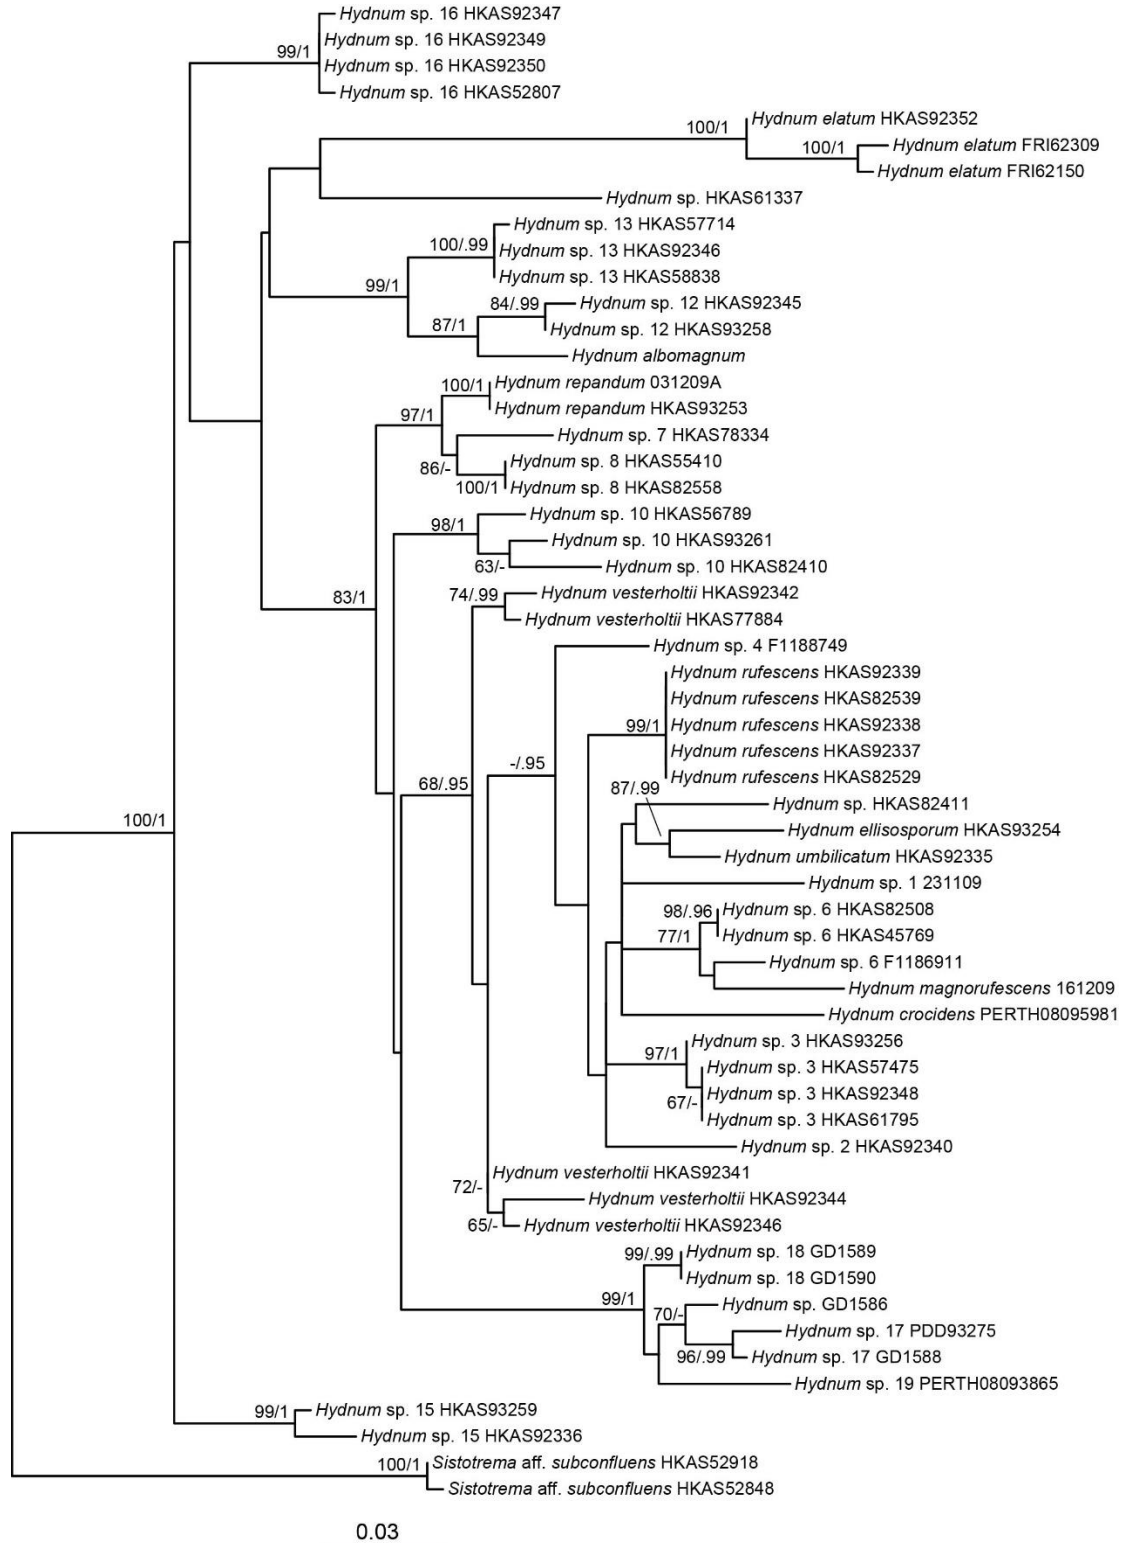 Hydnum sp. 16 HKAS92347
Hydnum sp. 16 HKAS92349
99/1
Hydnum sp. 16 HKAS92350
Hydnum sp. 16 HKAS52807
Hydnum elatum HKAS92352
100/1
Hydnum elatum FRI62309
100/1
Hydnum elatum FRI62150
Hydnum sp. HKAS61337
Hydnum sp. 13 HKAS57714
100/.99
Hydnum sp. 13 HKAS92346
Hydnum sp. 13 HKAS58838
99/1
Hydnum sp. 12 HKAS92345
84/.99
Hydnum sp. 12 HKAS93258
87/1
Hydnum albomagnum
Hydnum repandum 031209A
100/1
Hydnum repandum HKAS93253
97/1
Hydnum sp. 7 HKAS78334
Hydnum sp. 8 HKAS55410
86/-
Hydnum sp. 8 HKAS82558
100/1
Hydnum sp. 10 HKAS56789
98/1
Hydnum sp. 10 HKAS93261
Hydnum sp. 10 HKAS82410
63/-
Hydnum vesterholtii HKAS92342
74/.99
83/1
Hydnum vesterholtii HKAS77884
Hydnum sp. 4 F1188749
Hydnum rufescens HKAS92339
Hydnum rufescens HKAS82539
Hydnum rufescens HKAS92338
99/1
Hydnum rufescens HKAS92337
-/.95
Hydnum rufescens HKAS82529
68/.95
87/.99
Hydnum sp. HKAS82411
100/1
Hydnum ellisosporum HKAS93254
Hydnum umbilicatum HKAS92335
Hydnum sp. 1 231109
Hydnum sp. 6 HKAS82508
98/.96
Hydnum sp. 6 HKAS45769
77/1
Hydnum sp. 6 F1186911
Hydnum magnorufescens 161209
Hydnum crocidens PERTH08095981
Hydnum sp. 3 HKAS93256
97/1
Hydnum sp. 3 HKAS57475
Hydnum sp. 3 HKAS92348
67/-
Hydnum sp. 3 HKAS61795
Hydnum sp. 2 HKAS92340
Hydnum vesterholtii HKAS92341
72/-
Hydnum vesterholtii HKAS92344
Hydnum vesterholtii HKAS92346
65/-
Hydnum sp. 18 GD1589
99/.99
Hydnum sp. 18 GD1590
99/1
Hydnum sp. GD1586
70/-
Hydnum sp. 17 PDD93275
Hydnum sp. 17 GD1588
96/.99
Hydnum sp. 19 PERTH08093865
Hydnum sp. 15 HKAS93259
99/1
Hydnum sp. 15 HKAS92336
Sistotrema aff. subconfluens HKAS52918
100/1
Sistotrema aff. subconfluens HKAS52848
0.03